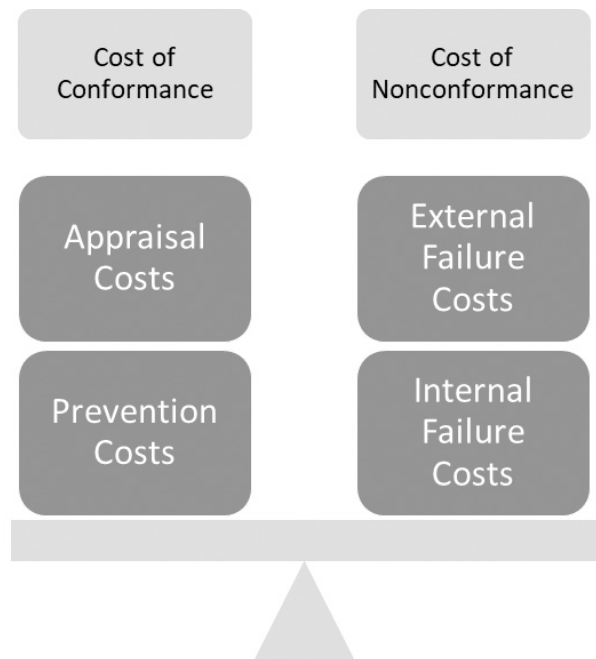 Cost of
Conformance
Cost of
Nonconformance
Appraisal
Costs
External
Failure
Costs
Prevention
Costs
Internal
Failure
Costs